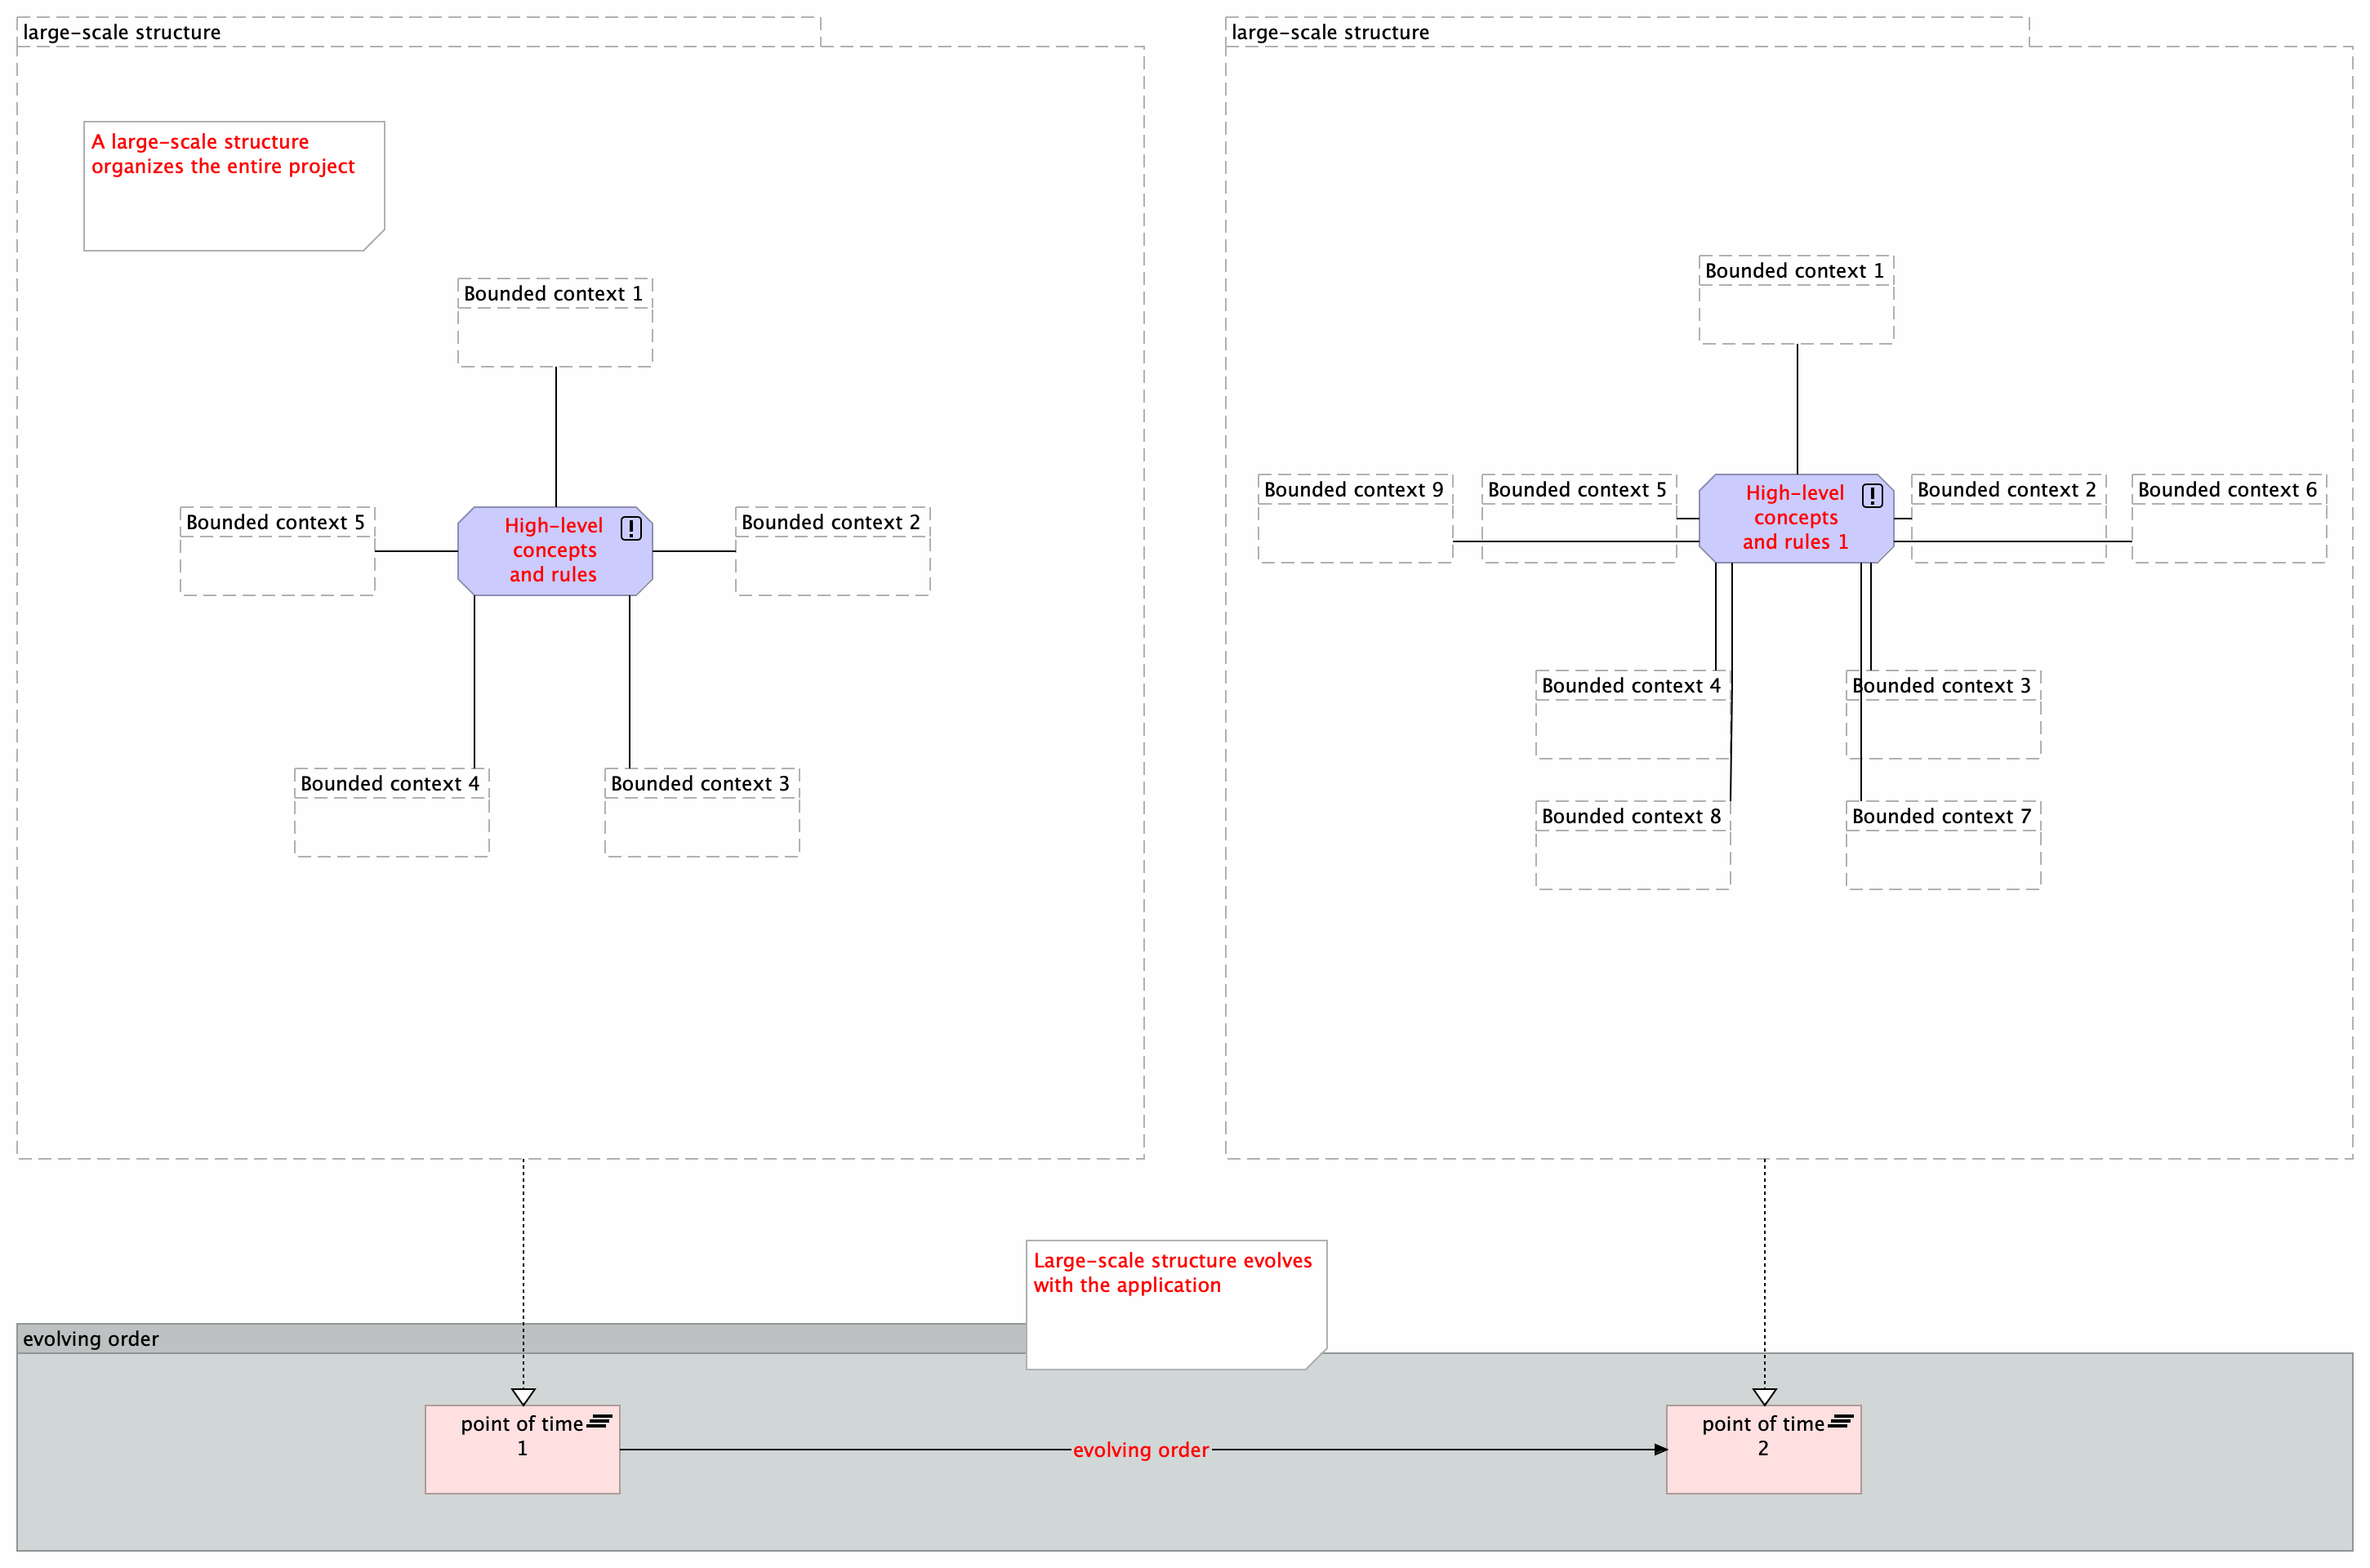 large-scale structure
A large-scale structure
organizes the entire project
Bounded context 1
Bounded context 5
High-level
concepts
and rules
Bounded context 2
Bounded context 4
Bounded context 3
large-scale structure
Bounded context 1
Bounded context 9
Bounded context 5
High-level
concepts
and rules 1
Bounded context 2
Bounded context 6
Bounded context 4
Bounded context 3
Bounded context 8
Bounded context 7
Large-scale structure evolves
with the application
evolving order
point of time
1
evolving order
point of time
2